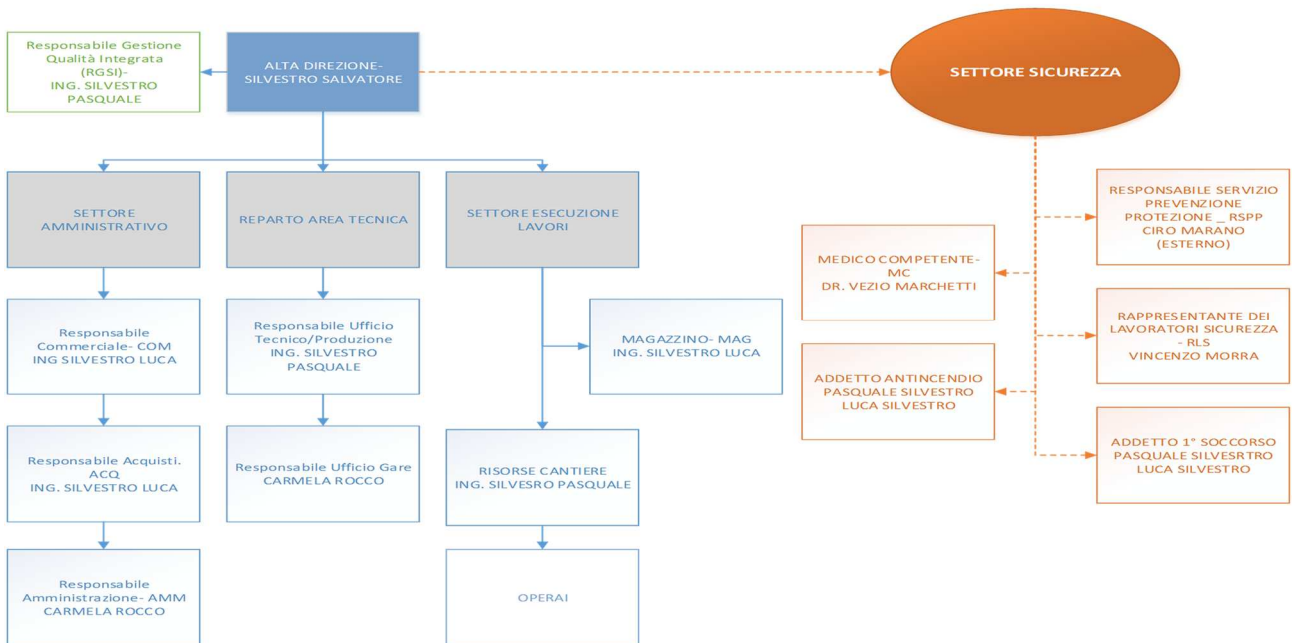 Responsabile Gestione
Qualità Integrata
(RGSI)-
ING. SILVESTRO
PASQUALE
ALTA DIREZIONE-
SILVESTRO SALVATORE
SETTORE SICUREZZA
SETTORE
AMMINISTRATIVO
REPARTO AREA TECNICA
SETTORE ESECUZIONE
LAVORI
RESPONSABILE SERVIZIO
PREVENZIONE
PROTEZIONE _ RSPP
CIRO MARANO
(ESTERNO)
MEDICO COMPETENTE-
MC
DR. VEZIO MARCHETTI
Responsabile
Commerciale- COM
ING SILVESTRO LUCA
Responsabile Ufficio
Tecnico/Produzione
ING. SILVESTRO
PASQUALE
MAGAZZINO- MAG
ING. SILVESTRO LUCA
RAPPRESENTANTE DEI
LAVORATORI SICUREZZA
- RLS
VINCENZO MORRA
ADDETTO ANTINCENDIO
PASQUALE SILVESTRO
LUCA SILVESTRO
Responsabile Acquisti.
ACQ
ING. SILVESTRO LUCA
Responsabile Ufficio Gare
CARMELA ROCCO
RISORSE CANTIERE
ING. SILVESRO PASQUALE
ADDETTO 1° SOCCORSO
PASQUALE SILVESRTRO
LUCA SILVESTRO
Responsabile
Amministrazione- AMM
CARMELA ROCCO
OPERAI